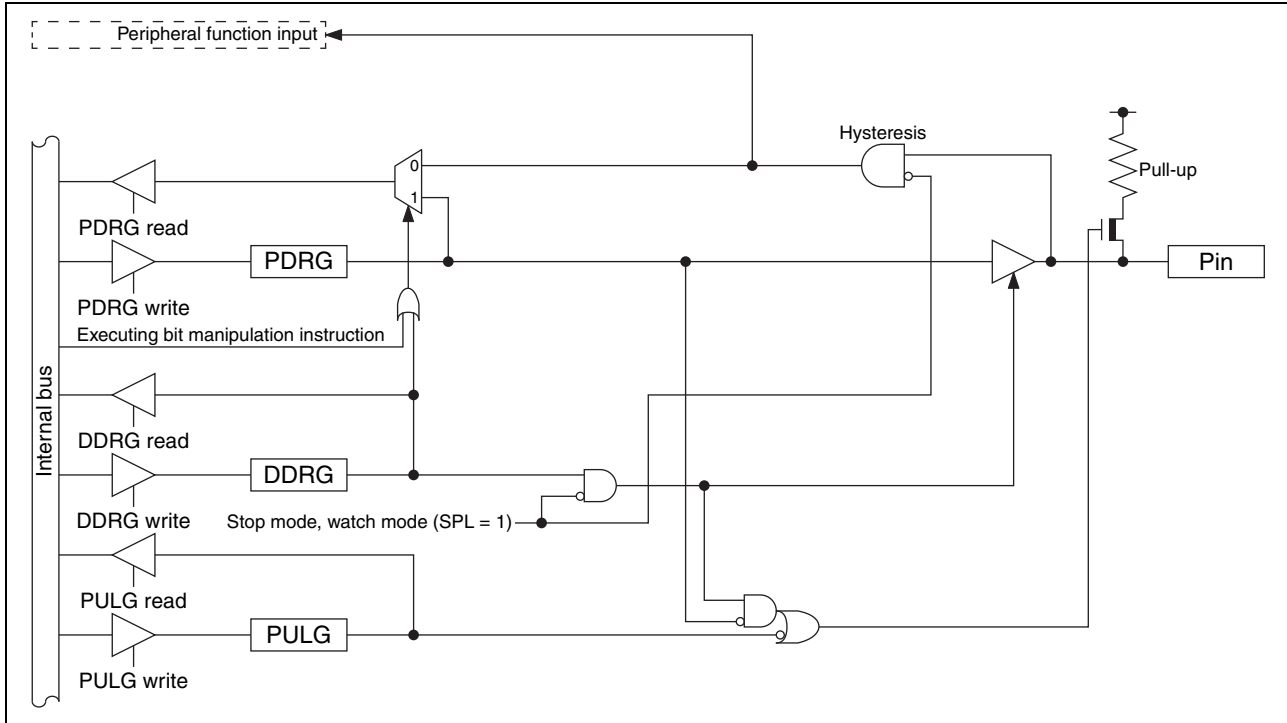 Peripheral function input
Hysteresis
0
Pull-up
1
PDRG read
PDRG
Pin
PDRG write
Executing bit manipulation instruction
Internal bus
DDRG read
DDRG
DDRG write
Stop mode, watch mode (SPL = 1)
PULG read
PULG
PULG write